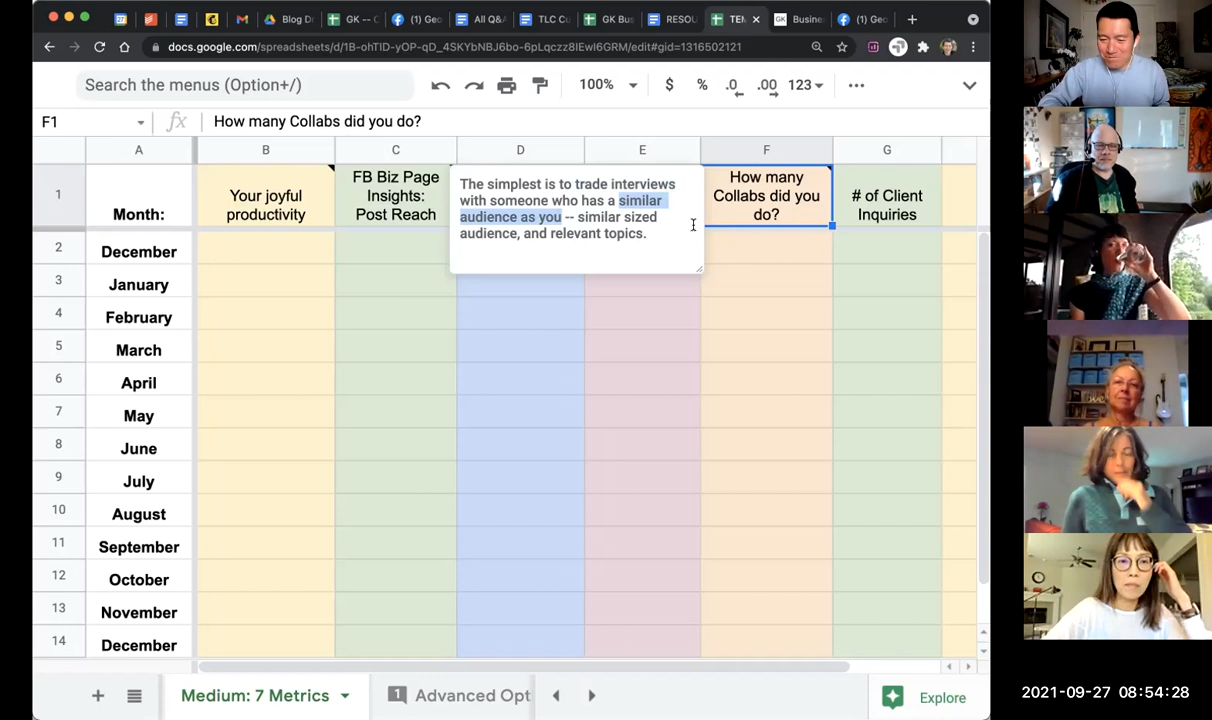 Blog D
GK -- C
(1) Geo
All Q&A
TLC Cu
GK Bus
RESOU
TEM
Busine
(1) Geo
docs.google.com/spreadsheets/d/1B-ohTID-yOP-qD_4SKYbNBJ6bo-6pLqczz8IEwI6GRM/edit#gid=1316502121
Search the menus (Option+/)
100%
$ % .0 .00 123
F1
fx
How many Collabs did you do?
A B C D E F G
1
Month:
Your joyful
productivity
FB Biz Page
Insights:
Post Reach
The simplest is to trade interviews
with someone who has a similar
audience as you -- similar sized
audience, and relevant topics.
How many
Collabs did you
do?
# of Client
Inquiries
2 December
3 January
4 February
5 March
6 April
7 May
8 June
9 July
10 August
11 September
12 October
13 November
14 December
Medium: 7 Metrics
1 Advanced Opt
Explore
2021-09-27 08:54:28